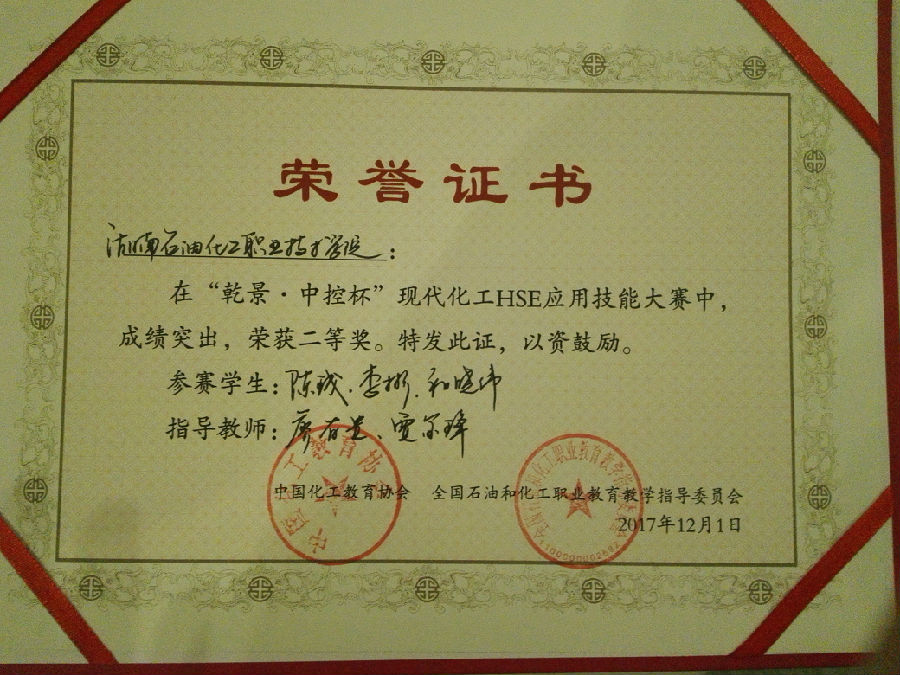 荣誉证书
湖南石油化工职业技术学院:
在“乾景·中控杯”现代化工HSE应用技能大赛中,
成绩突出,荣获二等奖。特发此证,以资鼓励。
参赛学生:陈 李 和晓伟
指导教师:廖有 贾
中国化工教育协会 全国石油和化工职业教育教学指导委员会
2017年12月1日